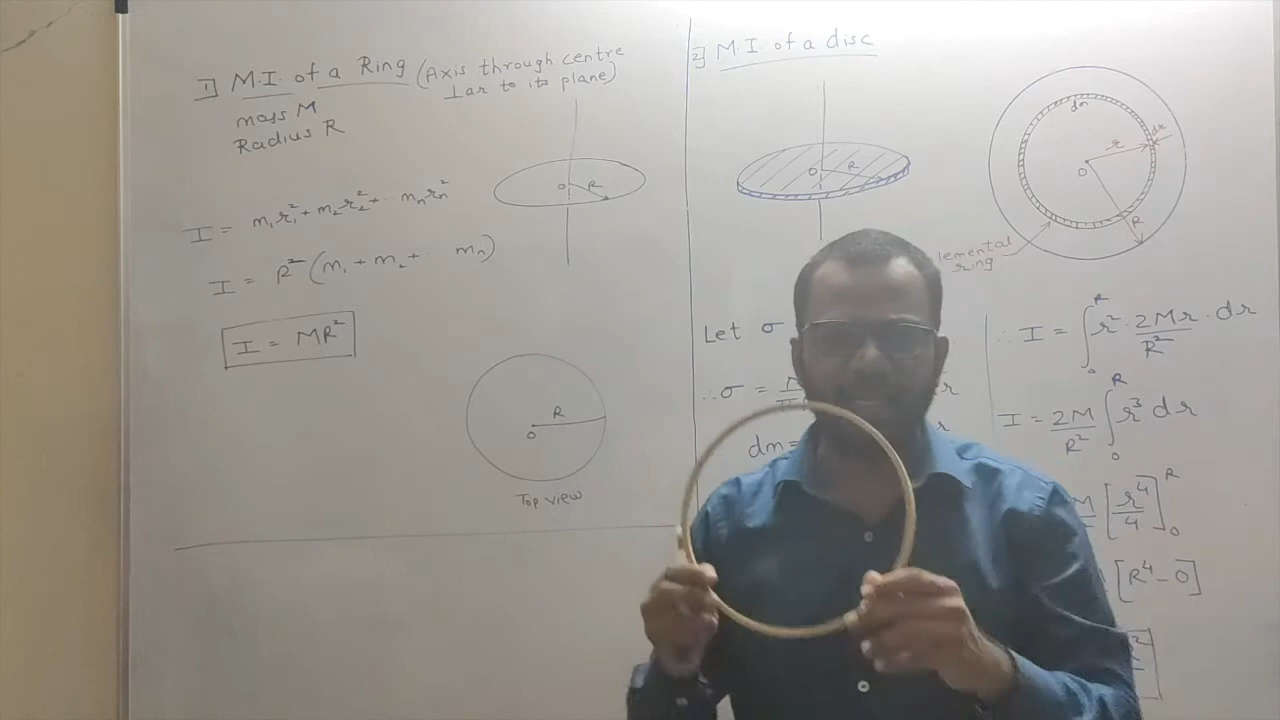 1] M.I. of a Ring (Axis through centre
⊥ar to its plane)
mass M
Radius R
O R
I = m₁r₁² + m₂r₂² + ·· mₙrₙ²
I = R² (m₁ + m₂ + ·· mₙ)
I = MR²
R
O
Top view
2] M.I. of a disc
O R
dm
dr
r
O
R
lemental
ring
Let σ
∴ σ =
r
dm =
r
∴ I = ∫₀ᴿ r² · 2Mr/R² · dr
I = 2M/R² ∫₀ᴿ r³ dr
[r⁴/4]₀ᴿ
[R⁴ - 0]